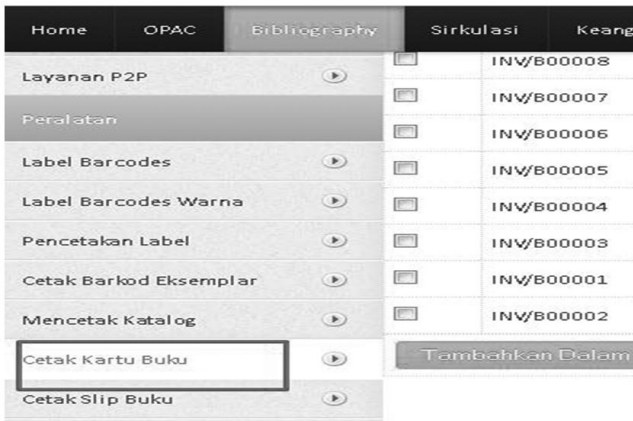 Home OPAC Bibliography Sirkulasi Keang
Layanan P2P
Peralatan
Label Barcodes
Label Barcodes Warna
Pencetakan Label
Cetak Barkod Eksemplar
Mencetak Katalog
Cetak Kartu Buku
Cetak Slip Buku
INV/B00008
INV/B00007
INV/B00006
INV/B00005
INV/B00004
INV/B00003
INV/B00001
INV/B00002
Tambahkan Dalam